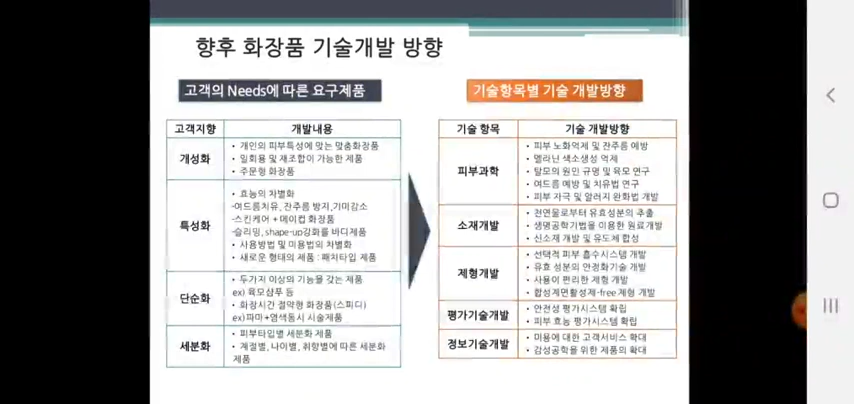 향후 화장품 기술개발 방향
고객의 Needs에 따른 요구제품
고객지향 개발내용
개성화
• 개인의 피부특성에 맞는 맞춤화장품
• 일회용 및 재조합이 가능한 제품
• 주문형 화장품
특성화
• 효능의 차별화
-여드름치유, 잔주름 방지,기미감소
-스킨케어 + 메이컵 화장품
-슬리밍, shape-up강화를 바디제품
• 사용방법 및 미용법의 차별화
• 새로운 형태의 제품 : 패치타입 제품
단순화
• 두가지 이상의 기능을 갖는 제품
ex) 육모샴푸 등
• 화장시간 절약형 화장품(스피디)
ex)파마+염색동시 시술제품
세분화
• 피부타입별 세분화 제품
• 계절별, 나이별, 취향별에 따른 세분화
제품
기술항목별 기술 개발방향
기술 항목 기술 개발방향
피부과학
• 피부 노화억제 및 잔주름 예방
• 멜라닌 색소생성 억제
• 탈모의 원인 규명 및 육모 연구
• 여드름 예방 및 치유법 연구
• 피부 자극 및 알러지 완화법 개발
소재개발
• 천연물로부터 유효성분의 추출
• 생명공학기법을 이용한 원료개발
• 신소재 개발 및 유도체 합성
제형개발
• 선택적 피부 흡수시스템 개발
• 유효 성분의 안정화기술 개발
• 사용이 편리한 제형 개발
• 합성계면활성제-free 제형 개발
평가기술개발
• 안전성 평가시스템 확립
• 피부 효능 평가시스템 확립
정보기술개발
• 미용에 대한 고객서비스 확대
• 감성공학을 위한 제품의 확대